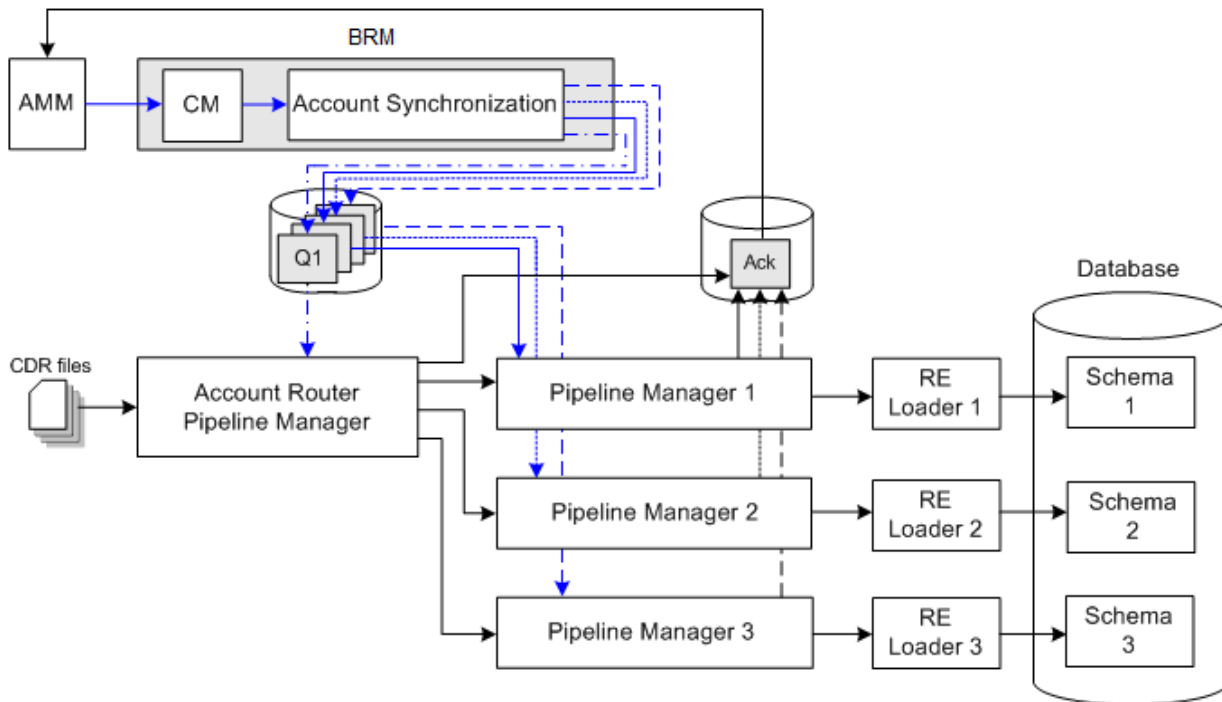 BRM
AMM
CM
Account Synchronization
Q1
Ack
Database
CDR files
Account Router
Pipeline Manager
Pipeline Manager 1
RE
Loader 1
Schema
1
Pipeline Manager 2
RE
Loader 2
Schema
2
Pipeline Manager 3
RE
Loader 3
Schema
3